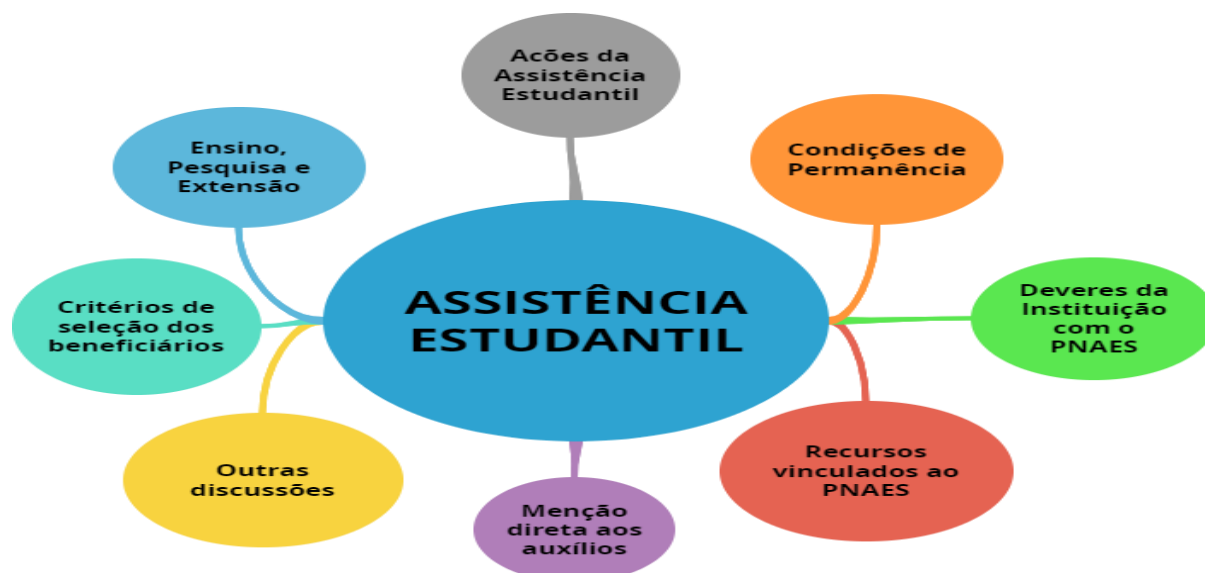 Acões da
Assistência
Estudantil
Ensino,
Pesquisa e
Extensão
Condições de
Permanência
Critérios de
seleção dos
beneficiários
ASSISTÊNCIA
ESTUDANTIL
Deveres da
Instituição
com o
PNAES
Outras
discussões
Menção
direta aos
auxílios
Recursos
vinculados ao
PNAES